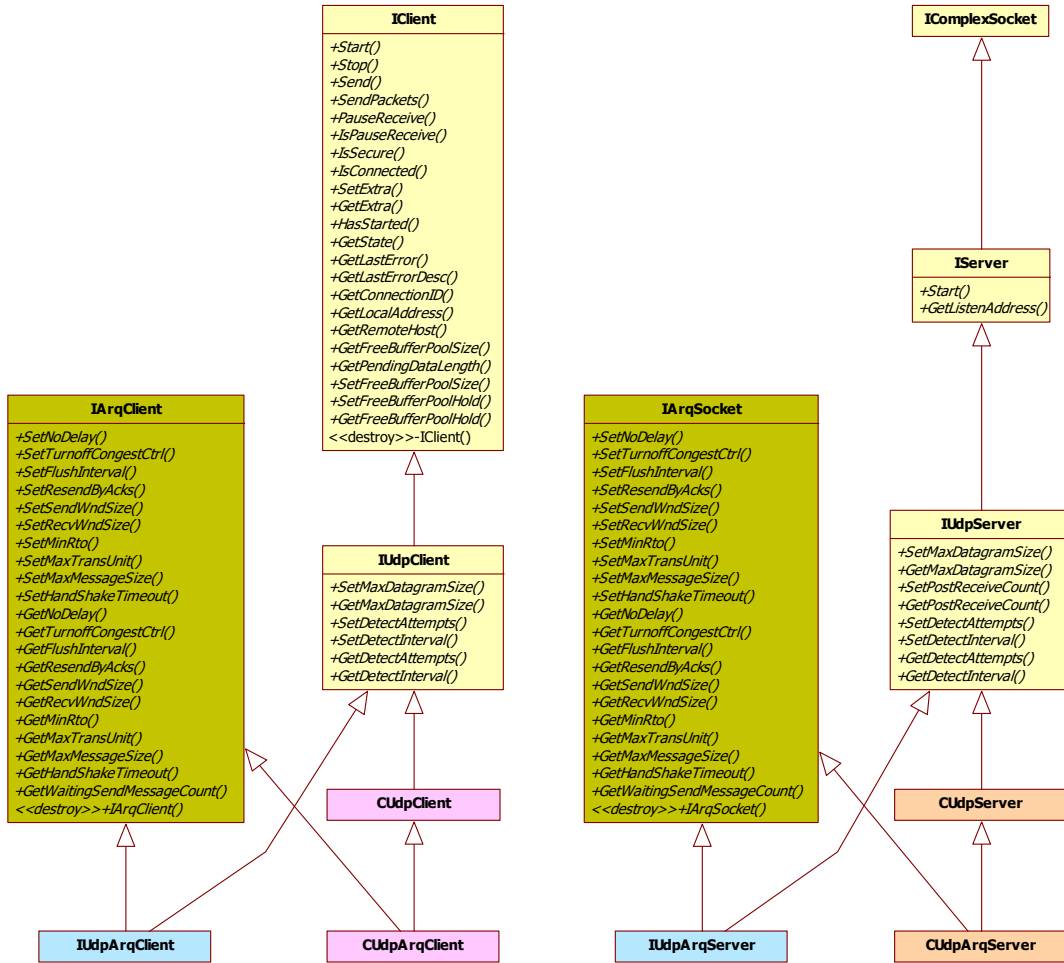 IClient
+Start()
+Stop()
+Send()
+SendPackets()
+PauseReceive()
+IsPauseReceive()
+IsSecure()
+IsConnected()
+SetExtra()
+GetExtra()
+HasStarted()
+GetState()
+GetLastError()
+GetLastErrorDesc()
+GetConnectionID()
+GetLocalAddress()
+GetRemoteHost()
+GetFreeBufferPoolSize()
+GetPendingDataLength()
+SetFreeBufferPoolSize()
+SetFreeBufferPoolHold()
+GetFreeBufferPoolHold()
<<destroy>>-IClient()
IComplexSocket
IServer
+Start()
+GetListenAddress()
IArqClient
+SetNoDelay()
+SetTurnoffCongestCtrl()
+SetFlushInterval()
+SetResendByAcks()
+SetSendWndSize()
+SetRecvWndSize()
+SetMinRto()
+SetMaxTransUnit()
+SetMaxMessageSize()
+SetHandShakeTimeout()
+GetNoDelay()
+GetTurnoffCongestCtrl()
+GetFlushInterval()
+GetResendByAcks()
+GetSendWndSize()
+GetRecvWndSize()
+GetMinRto()
+GetMaxTransUnit()
+GetMaxMessageSize()
+GetHandShakeTimeout()
+GetWaitingSendMessageCount()
<<destroy>>+IArqClient()
IUdpClient
+SetMaxDatagramSize()
+GetMaxDatagramSize()
+SetDetectAttempts()
+SetDetectInterval()
+GetDetectAttempts()
+GetDetectInterval()
IArqSocket
+SetNoDelay()
+SetTurnoffCongestCtrl()
+SetFlushInterval()
+SetResendByAcks()
+SetSendWndSize()
+SetRecvWndSize()
+SetMinRto()
+SetMaxTransUnit()
+SetMaxMessageSize()
+SetHandShakeTimeout()
+GetNoDelay()
+GetTurnoffCongestCtrl()
+GetFlushInterval()
+GetResendByAcks()
+GetSendWndSize()
+GetRecvWndSize()
+GetMinRto()
+GetMaxTransUnit()
+GetMaxMessageSize()
+GetHandShakeTimeout()
+GetWaitingSendMessageCount()
<<destroy>>+IArqSocket()
IUdpServer
+SetMaxDatagramSize()
+GetMaxDatagramSize()
+SetPostReceiveCount()
+GetPostReceiveCount()
+SetDetectAttempts()
+SetDetectInterval()
+GetDetectAttempts()
+GetDetectInterval()
CUdpClient
CUdpServer
IUdpArqClient
CUdpArqClient
IUdpArqServer
CUdpArqServer